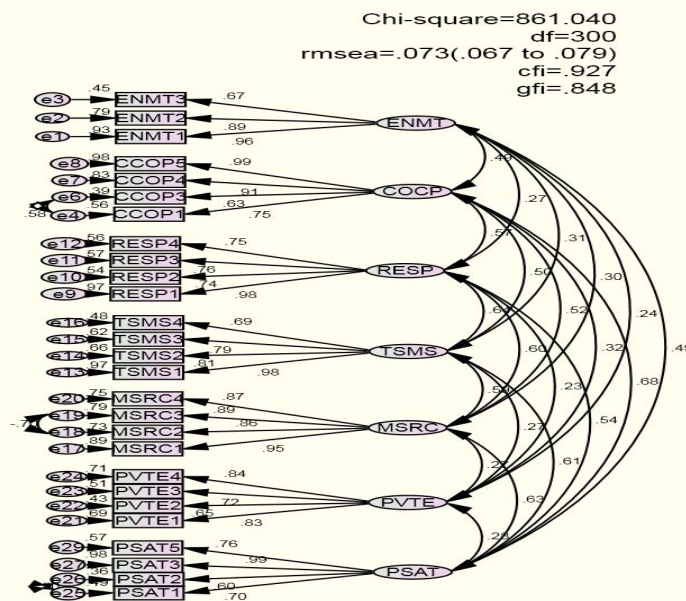 Chi-square=861.040
df=300
rmsea=.073(.067 to .079)
cfi=.927
gfi=.848
e3 .45 ENMT3 .67
e2 .79 ENMT2 .89 ENMT
e1 .93 ENMT1 .96
.49
e8 .98 CCOP5 .99
e7 .83 CCOP4 .91 COCP .27
e6 .39 CCOP3 .63
.58 e4 .56 CCOP1 .75
.57 .31
e12 .56 RESP4 .75 .50 .30
e11 .57 RESP3 .76 RESP
e10 .54 RESP2 .74 .52 .24
e9 .97 RESP1 .98
e16 .48 TSMS4 .69 .60 .32 .49
e15 .62 TSMS3 .79 TSMS
e14 .66 TSMS2 .81 .68
e13 .97 TSMS1 .98 .23
e20 .75 MSRC4 .87
e19 .79 MSRC3 .89 MSRC .27 .54
e18 .73 MSRC2 .86
e17 .89 MSRC1 .95 .61
e24 .71 PVTE4 .84 .63
e23 .51 PVTE3 .72 PVTE
e22 .43 PVTE2 .65
e21 .69 PVTE1 .83
e29 .57 PSAT5 .76
e27 .98 PSAT3 .99 PSAT
e26 .36 PSAT2 .60
e25 .49 PSAT1 .70